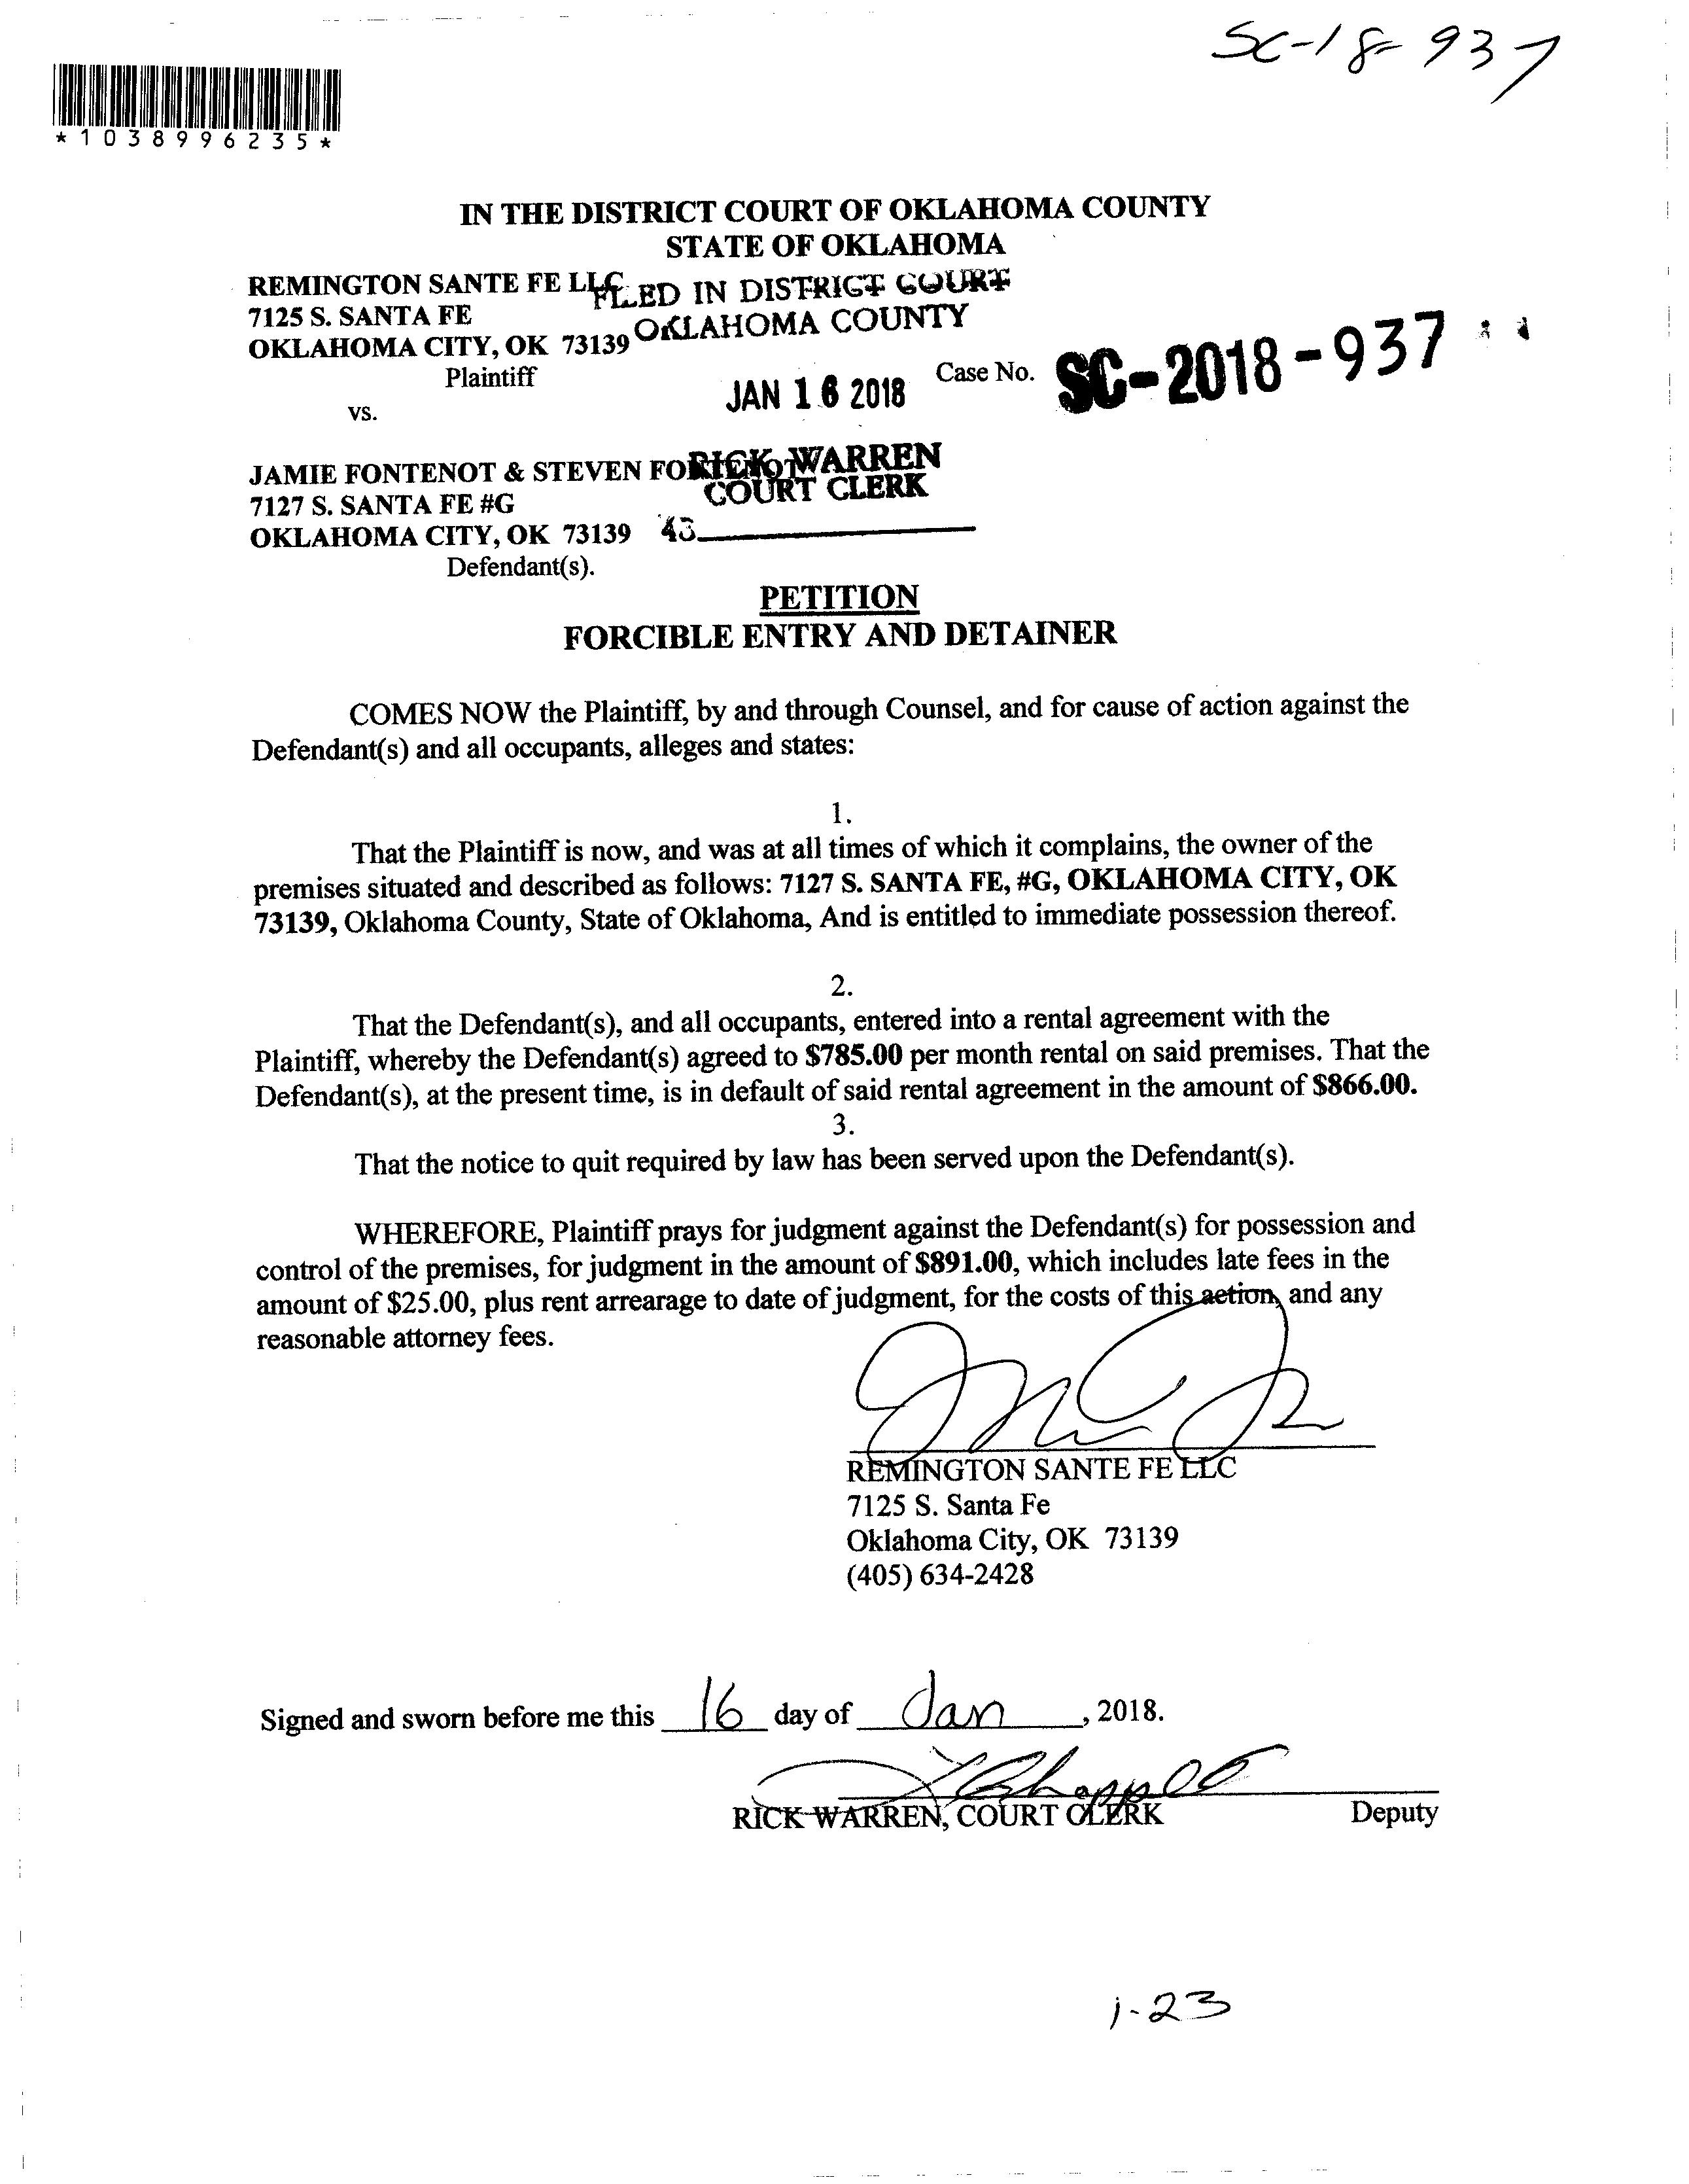 SC-18-937
*1038996235*
IN THE DISTRICT COURT OF OKLAHOMA COUNTY
STATE OF OKLAHOMA
REMINGTON SANTE FE LLC
FILED IN DISTRICT COURT
7125 S. SANTA FE
OKLAHOMA COUNTY
OKLAHOMA CITY, OK 73139
Plaintiff
JAN 16 2018
Case No. SC-2018-937
vs.
RICK WARREN
JAMIE FONTENOT & STEVEN FONTENOT
COURT CLERK
7127 S. SANTA FE #G
OKLAHOMA CITY, OK 73139
43
Defendant(s).
PETITION
FORCIBLE ENTRY AND DETAINER
COMES NOW the Plaintiff, by and through Counsel, and for cause of action against the
Defendant(s) and all occupants, alleges and states:
1.
That the Plaintiff is now, and was at all times of which it complains, the owner of the
premises situated and described as follows: 7127 S. SANTA FE, #G, OKLAHOMA CITY, OK
73139, Oklahoma County, State of Oklahoma, And is entitled to immediate possession thereof.
2.
That the Defendant(s), and all occupants, entered into a rental agreement with the
Plaintiff, whereby the Defendant(s) agreed to $785.00 per month rental on said premises. That the
Defendant(s), at the present time, is in default of said rental agreement in the amount of $866.00.
3.
That the notice to quit required by law has been served upon the Defendant(s).
WHEREFORE, Plaintiff prays for judgment against the Defendant(s) for possession and
control of the premises, for judgment in the amount of $891.00, which includes late fees in the
amount of $25.00, plus rent arrearage to date of judgment, for the costs of this action, and any
reasonable attorney fees.
REMINGTON SANTE FE LLC
7125 S. Santa Fe
Oklahoma City, OK 73139
(405) 634-2428
Signed and sworn before me this 16 day of Jan, 2018.
RICK WARREN, COURT CLERK Deputy
1-23